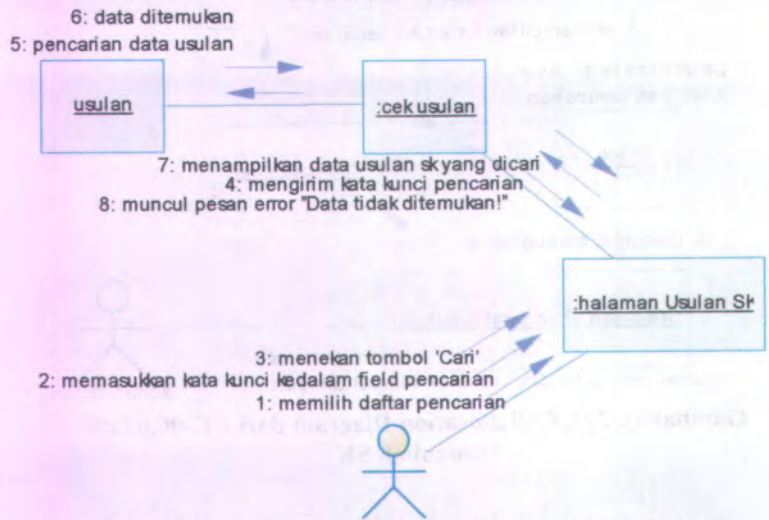 6: data ditemukan
5: pencarian data usulan
usulan
:cek usulan
7: menampilkan data usulan sk yang dicari
4: mengirim kata kunci pencarian
8: muncul pesan error "Data tidak ditemukan!"
:halaman Usulan Sk
3: menekan tombol 'Cari'
2: memasukkan kata kunci kedalam field pencarian
1: memilih daftar pencarian